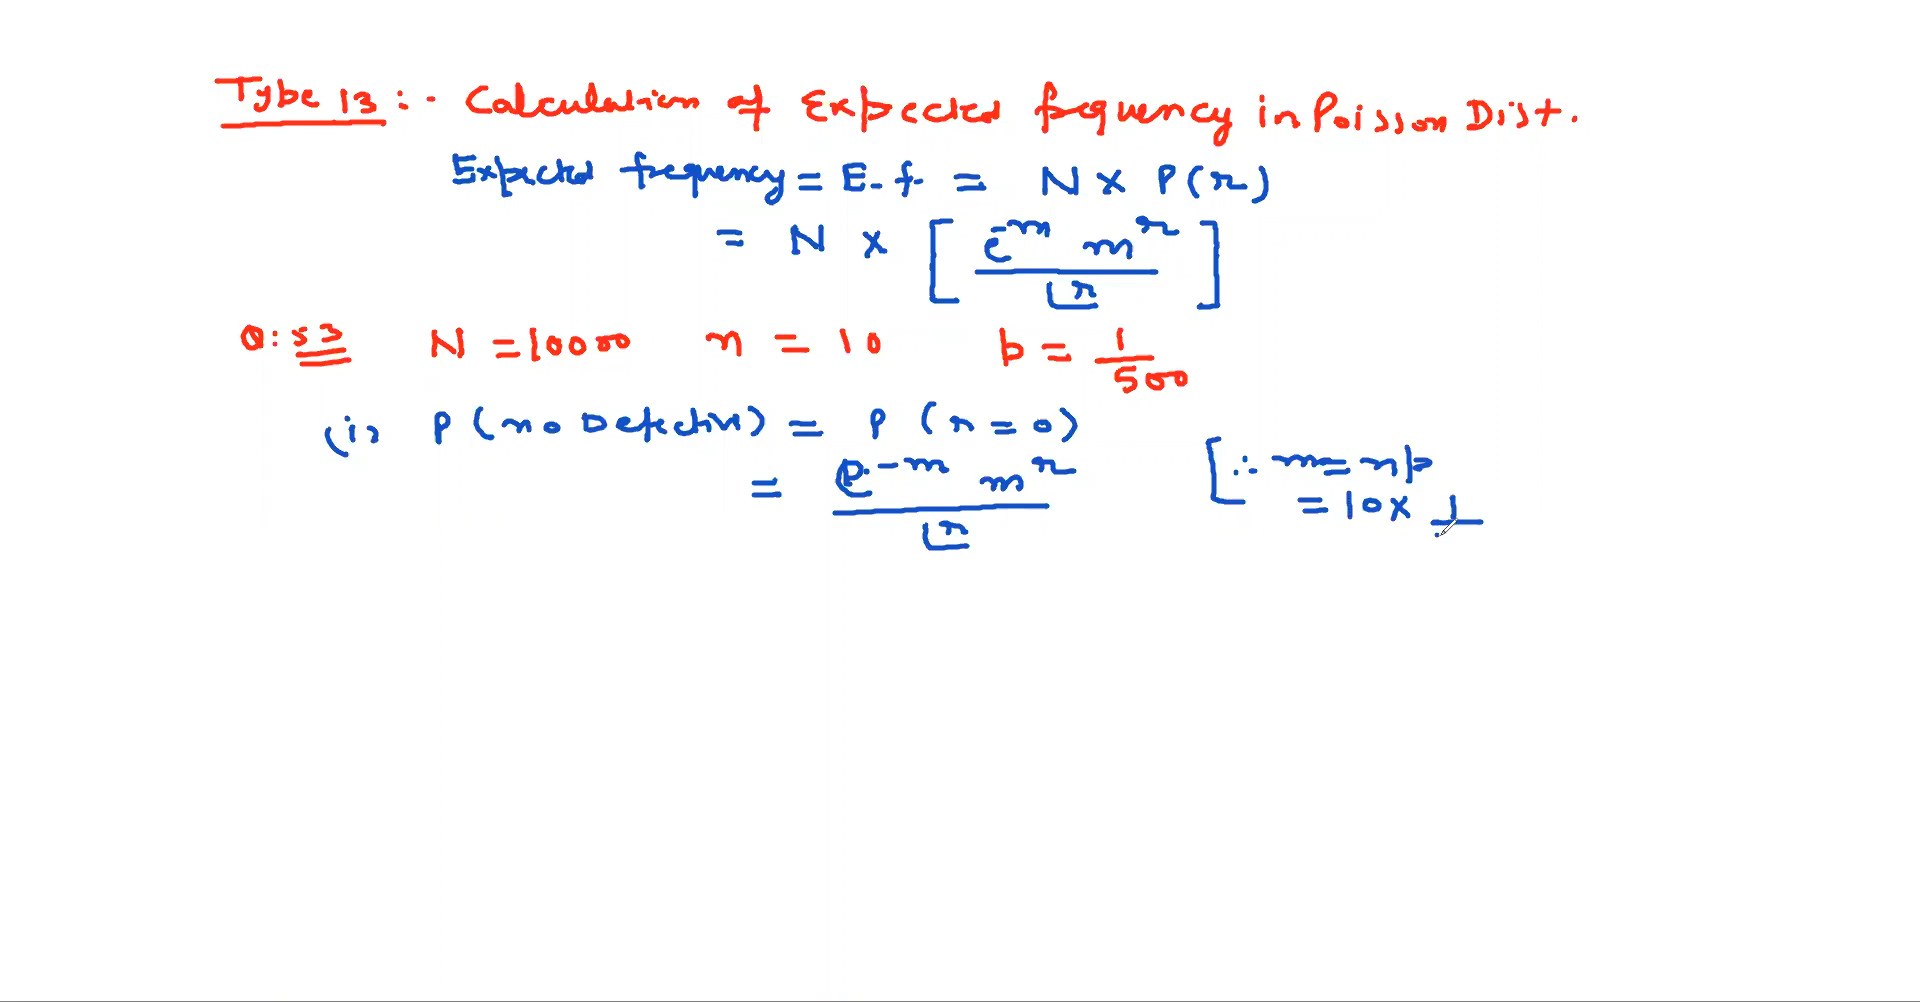 Type 13 :- Calculation of Expected frequency in Poisson Dist.
Expected frequency = E.f. = N × P(r)
= N × [ e^-m m^r / ⌊r ]
Q: 53 N = 10000 n = 10 p = 1/500
(i) P (no Defective) = P (r = 0)
= e^-m m^r / ⌊r [∴ m = np
= 10 × 1/